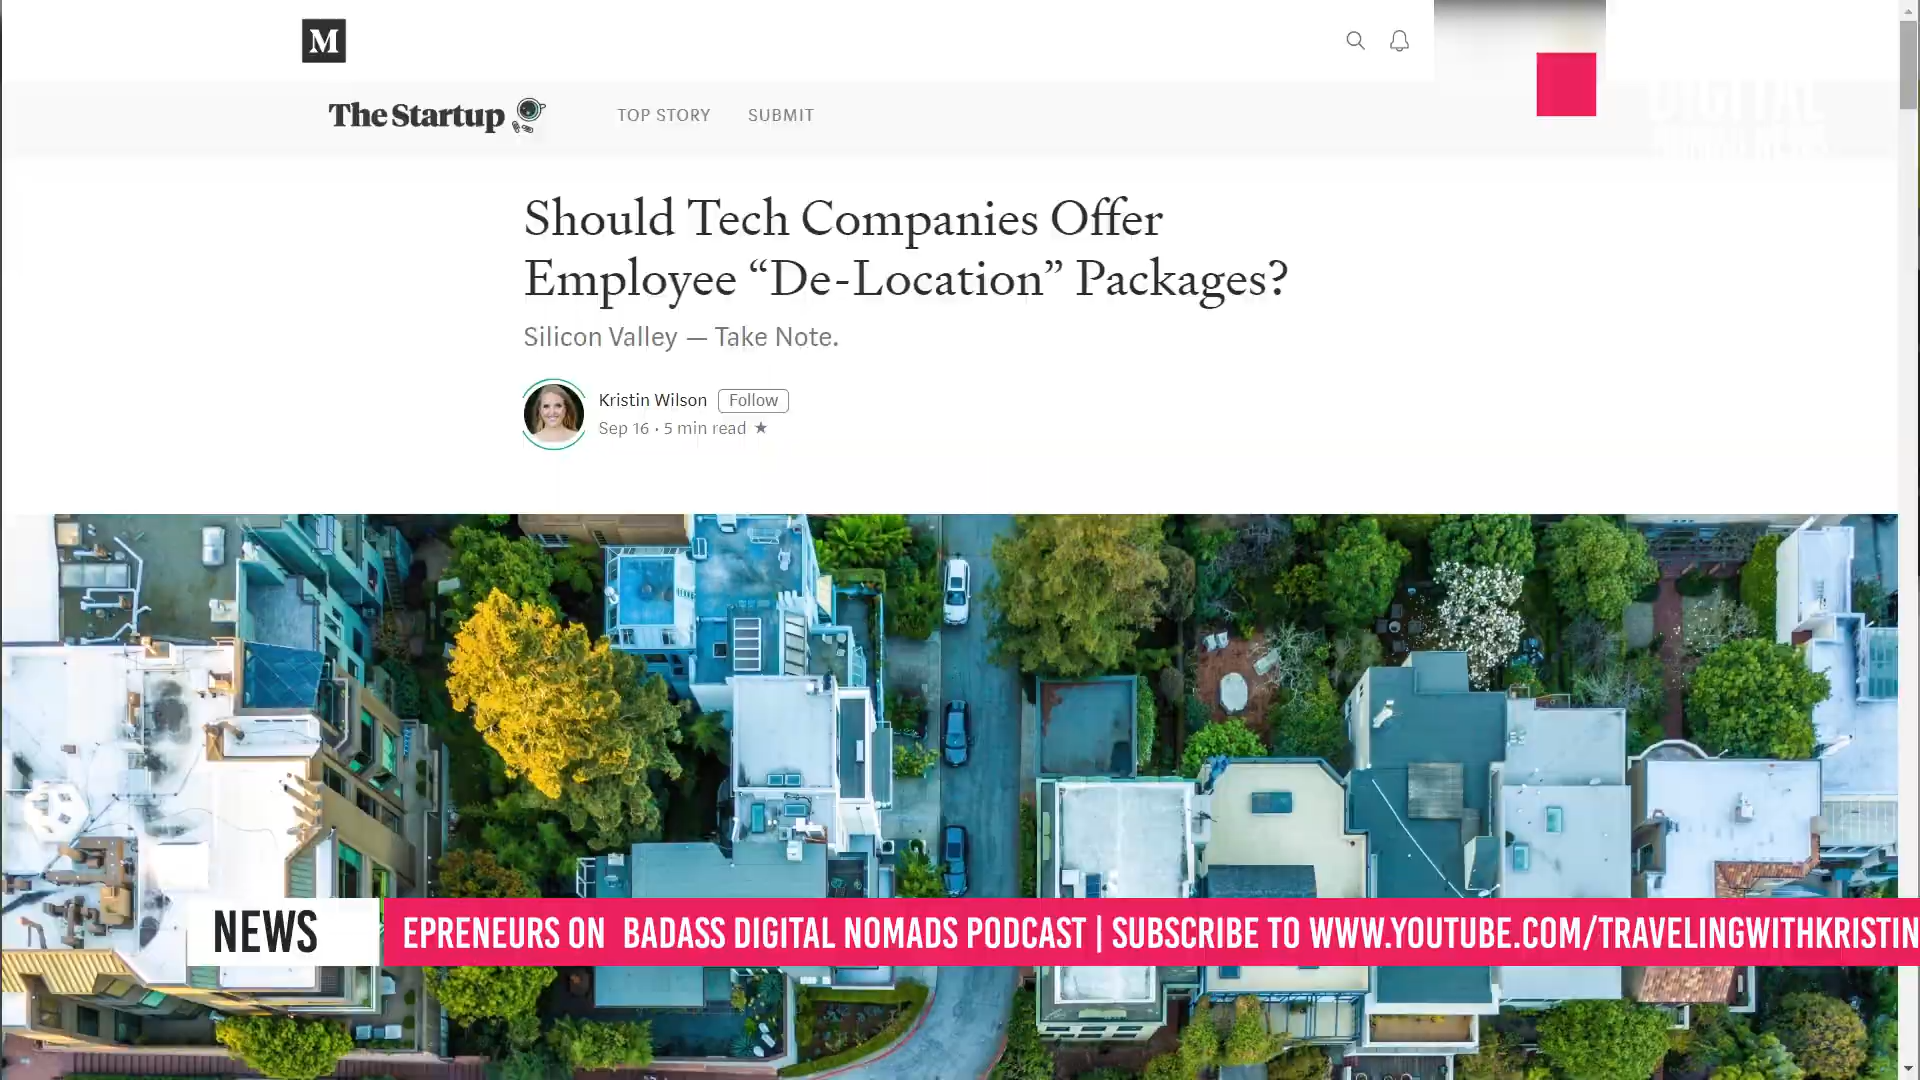 M
The Startup
TOP STORY
SUBMIT
DIGITAL
Should Tech Companies Offer
Employee “De-Location” Packages?
Silicon Valley — Take Note.
Kristin Wilson Follow
Sep 16 · 5 min read ★
NEWS
EPRENEURS ON BADASS DIGITAL NOMADS PODCAST | SUBSCRIBE TO WWW.YOUTUBE.COM/TRAVELINGWITHKRISTIN